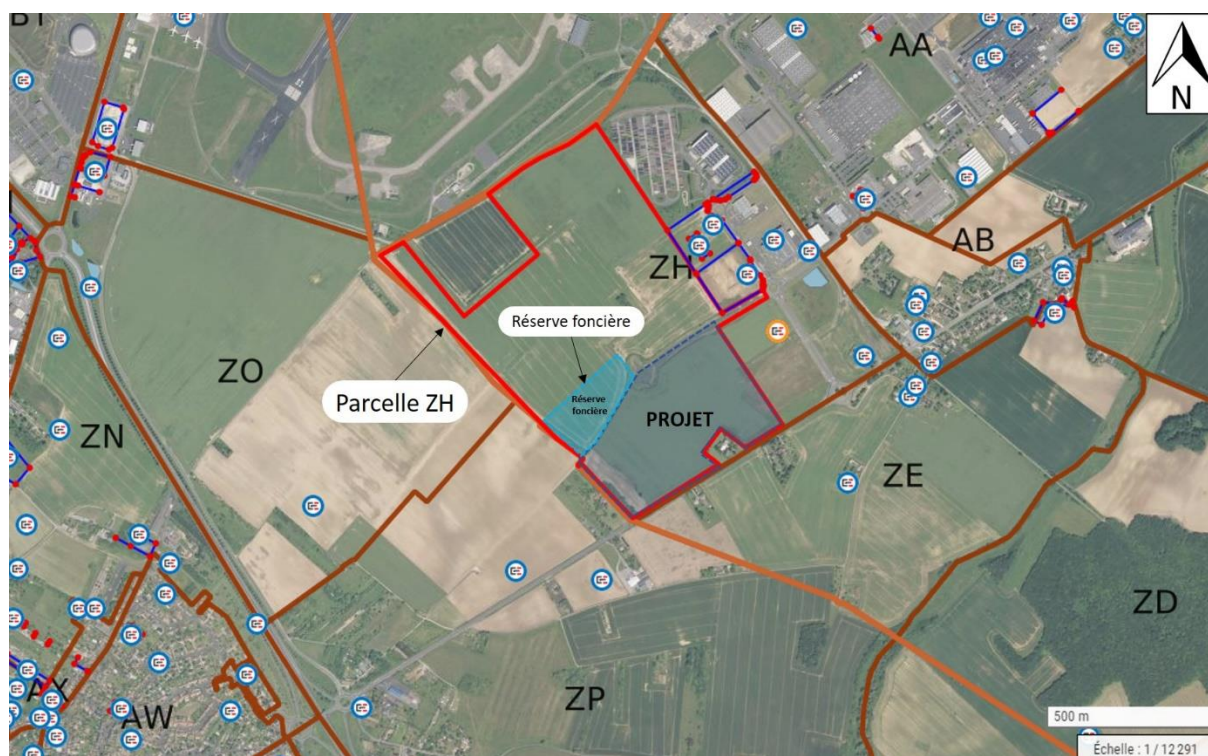 BT
AA
N
ZH
AB
Réserve foncière
ZO
Parcelle ZH
Réserve
foncière
PROJET
ZN
ZE
ZD
ZP
AX
AW
500 m
Échelle : 1 / 12 291